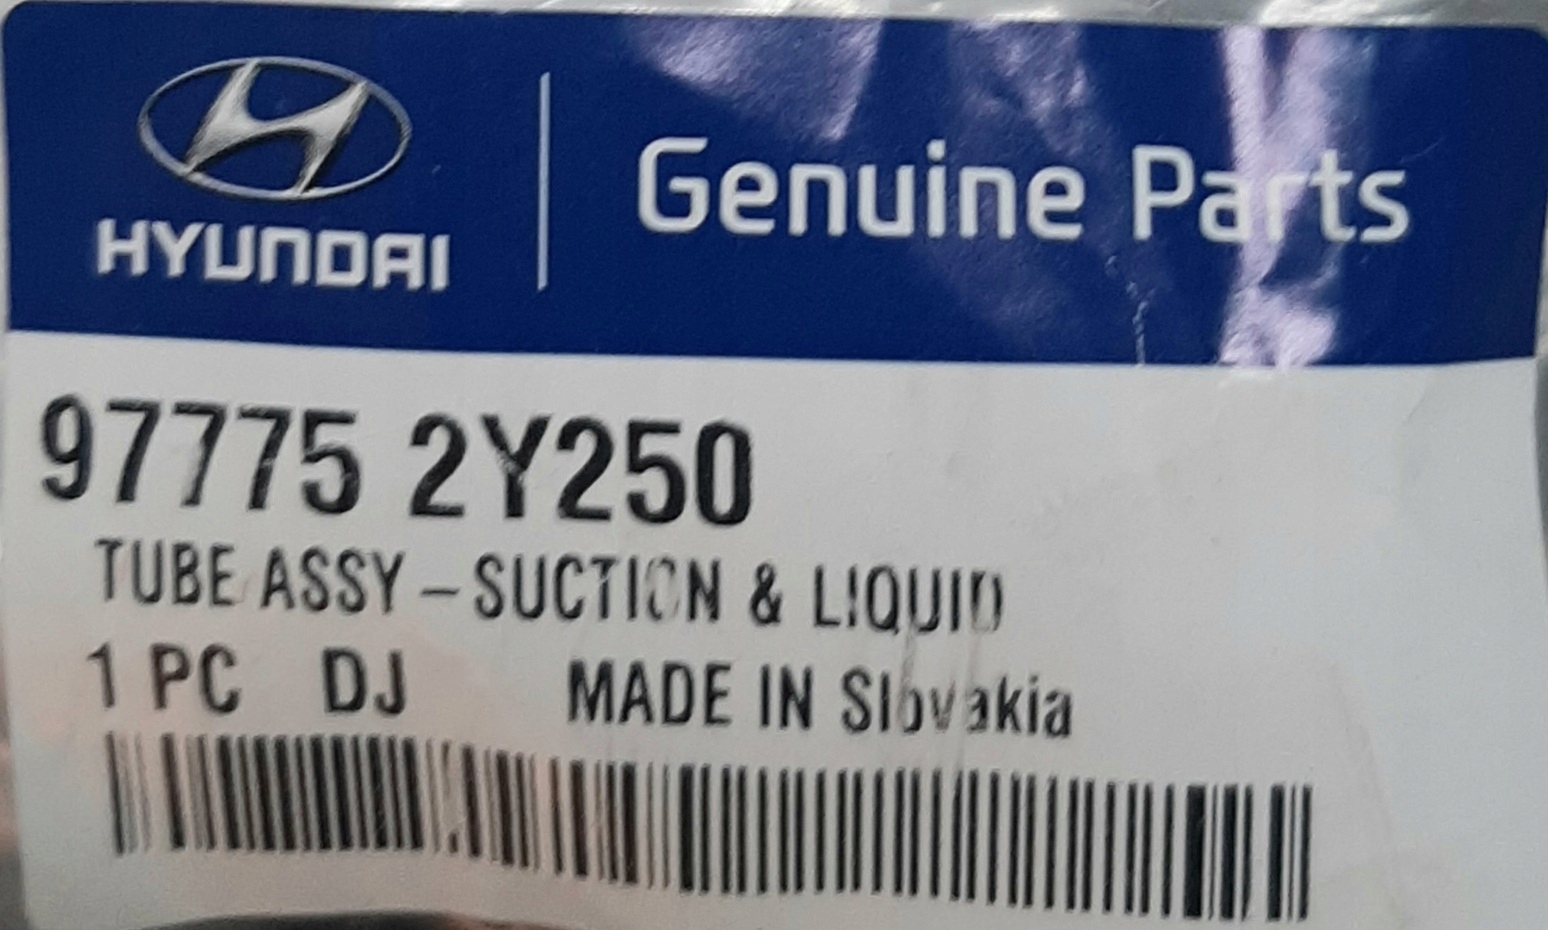 HYUNDAI
Genuine Parts
97775 2Y250
TUBE ASSY – SUCTION & LIQUID
1 PC DJ MADE IN Slovakia